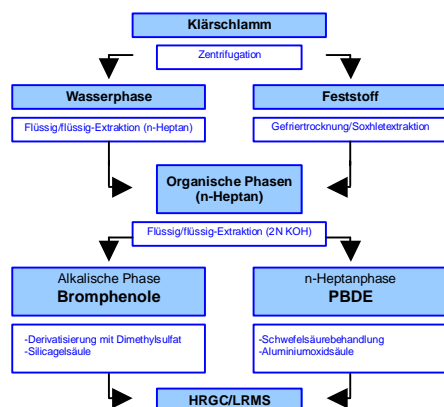 Klärschlamm
Zentrifugation
Wasserphase
Feststoff
Flüssig/flüssig-Extraktion (n-Heptan)
Gefriertrocknung/Soxhletextraktion
Organische Phasen
(n-Heptan)
Flüssig/flüssig-Extraktion (2N KOH)
Alkalische Phase
Bromphenole
n-Heptanphase
PBDE
-Derivatisierung mit Dimethylsulfat
-Silicagelsäule
-Schwefelsäurebehandlung
-Aluminiumoxidsäule
HRGC/LRMS